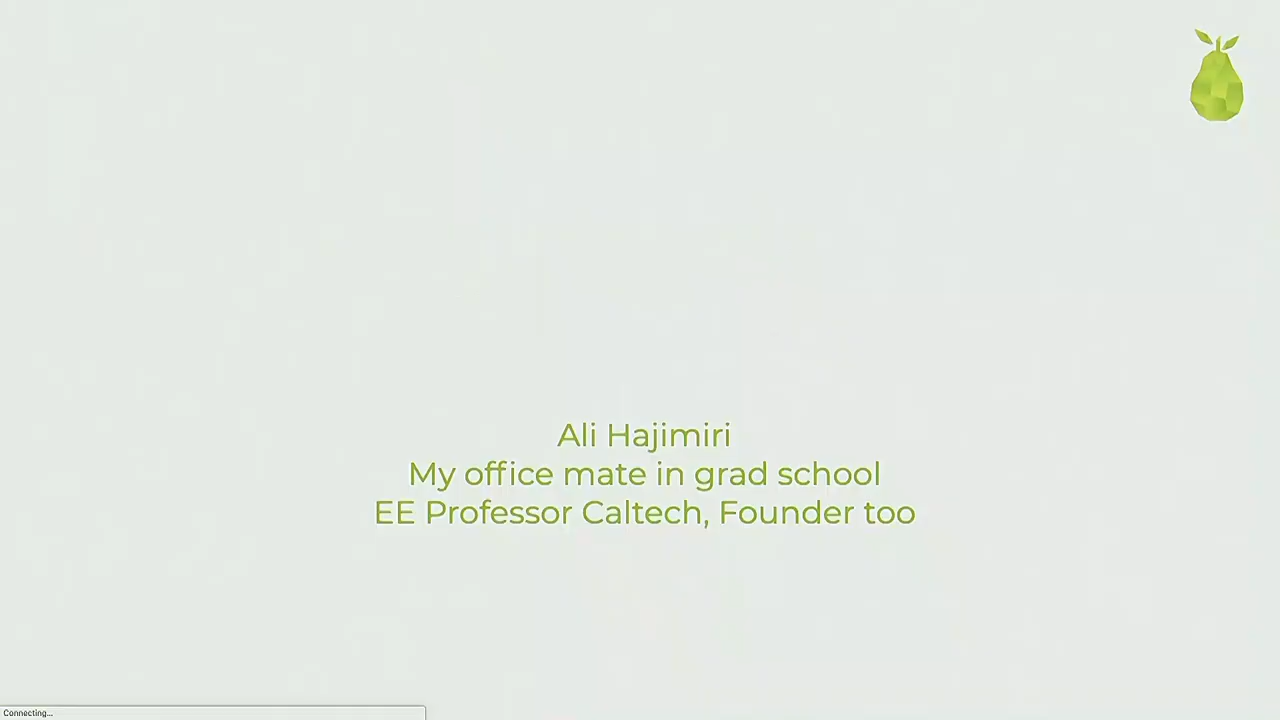 Ali Hajimiri
My office mate in grad school
EE Professor Caltech, Founder too
Connecting...